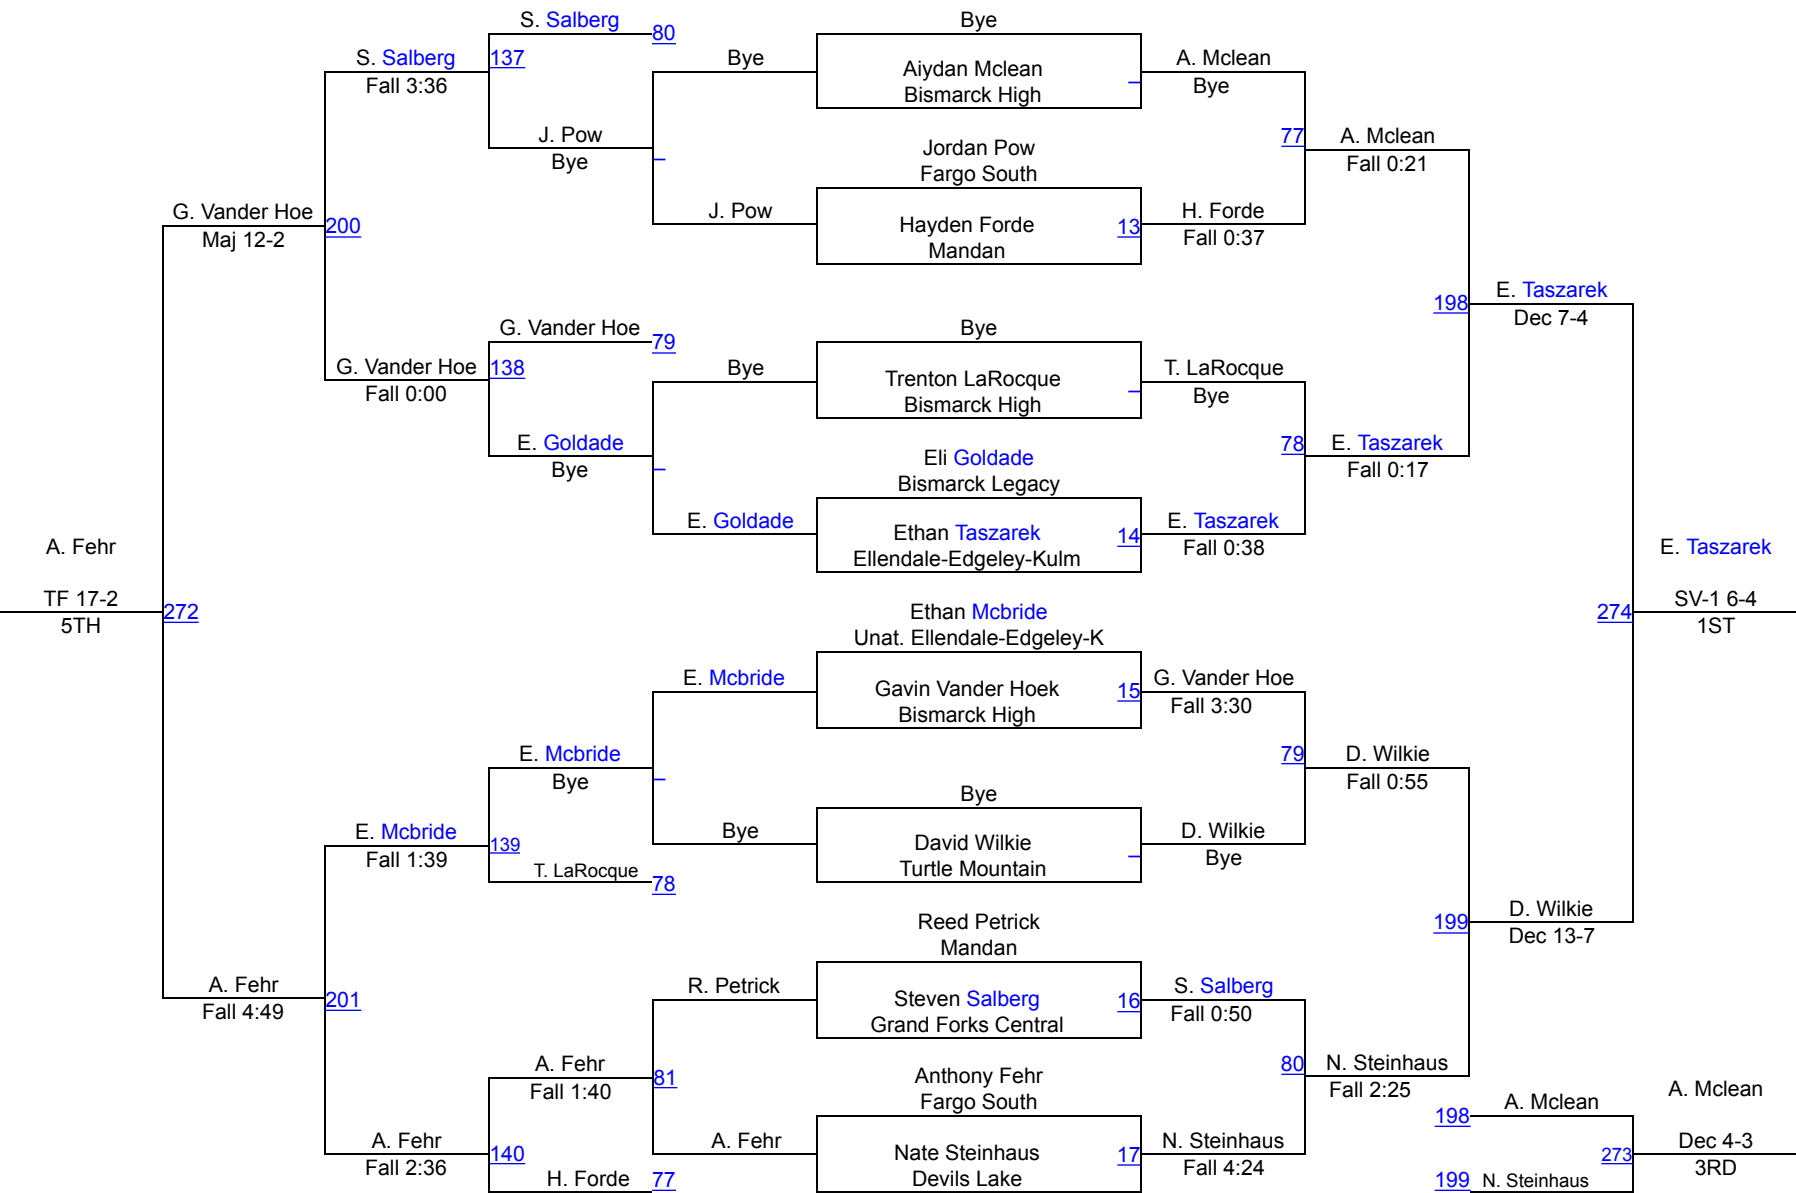 S. Salberg
80
Bye
S. Salberg
137
Bye
A. Mclean
Fall 3:36
Aiydan Mclean
Bismarck High
_
Bye
J. Pow
Bye
_
Jordan Pow
Fargo South
77
A. Mclean
Fall 0:21
J. Pow
Hayden Forde
Mandan
13
H. Forde
Fall 0:37
G. Vander Hoe
Maj 12-2
200
198
E. Taszarek
Dec 7-4
G. Vander Hoe
79
Bye
G. Vander Hoe
Fall 0:00
138
Bye
Trenton LaRocque
Bismarck High
_
T. LaRocque
Bye
E. Goldade
Bye
_
Eli Goldade
Bismarck Legacy
78
E. Taszarek
Fall 0:17
E. Goldade
Ethan Taszarek
Ellendale-Edgeley-Kulm
14
E. Taszarek
Fall 0:38
A. Fehr
TF 17-2
5TH
272
274
E. Taszarek
SV-1 6-4
1ST
Ethan Mcbride
Unat. Ellendale-Edgeley-K
E. Mcbride
Gavin Vander Hoek
Bismarck High
15
G. Vander Hoe
Fall 3:30
E. Mcbride
Bye
_
79
D. Wilkie
Fall 0:55
Bye
E. Mcbride
Fall 1:39
139
Bye
David Wilkie
Turtle Mountain
_
D. Wilkie
Bye
T. LaRocque
78
Reed Petrick
Mandan
199
D. Wilkie
Dec 13-7
A. Fehr
Fall 4:49
201
R. Petrick
Steven Salberg
Grand Forks Central
16
S. Salberg
Fall 0:50
A. Fehr
Fall 1:40
81
Anthony Fehr
Fargo South
80
N. Steinhaus
Fall 2:25
A. Fehr
Fall 2:36
140
A. Fehr
Nate Steinhaus
Devils Lake
17
N. Steinhaus
Fall 4:24
H. Forde
77
198
A. Mclean
A. Mclean
273
Dec 4-3
3RD
199
N. Steinhaus